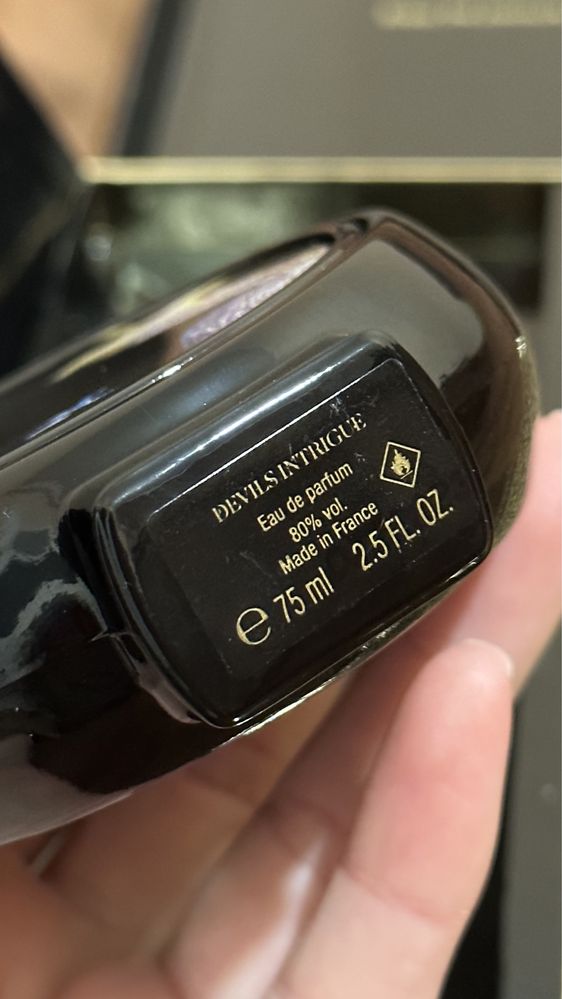 DEVILS INTRIGUE
Eau de parfum
80% vol.
Made in France
e 75 ml 2.5 FL. OZ.